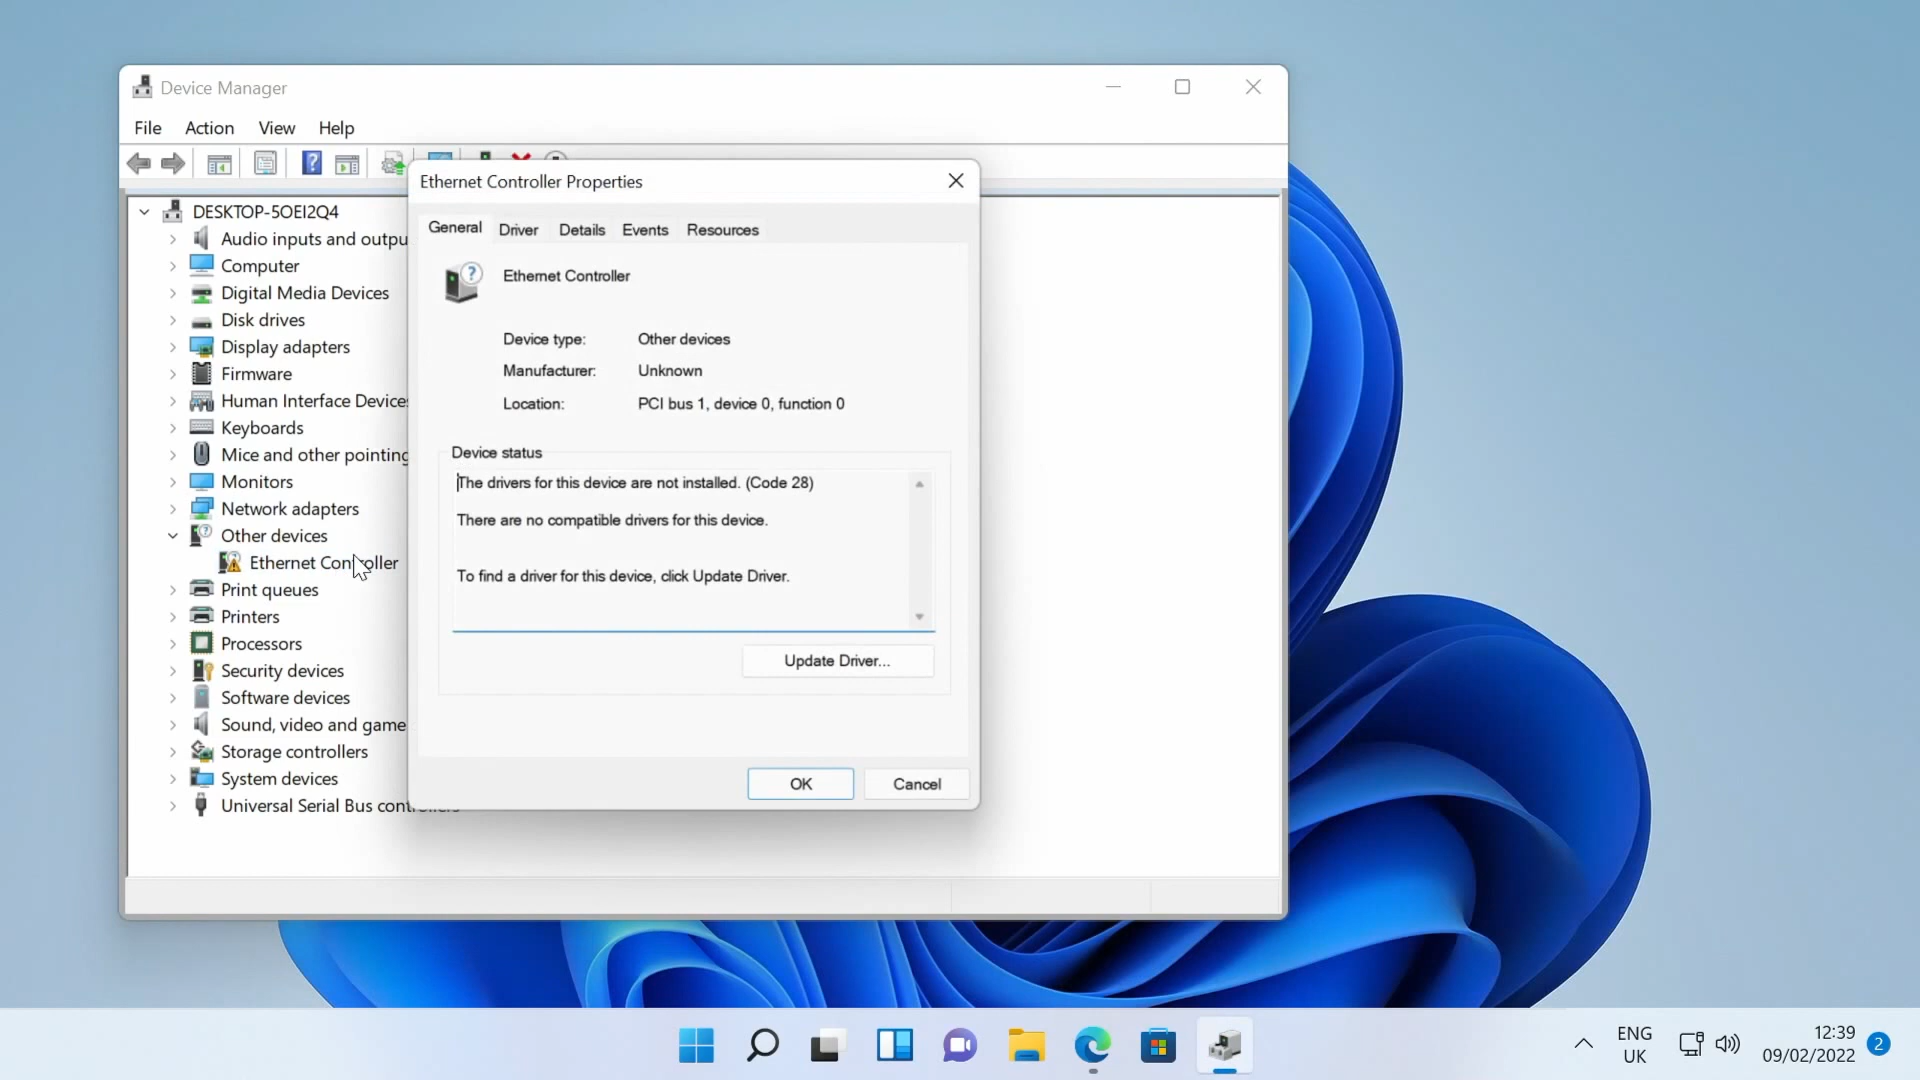 Device Manager
File Action View Help
Ethernet Controller Properties
General Driver Details Events Resources
Ethernet Controller
Device type: Other devices
Manufacturer: Unknown
Location: PCI bus 1, device 0, function 0
Device status
The drivers for this device are not installed. (Code 28)
There are no compatible drivers for this device.
To find a driver for this device, click Update Driver.
Update Driver...
OK Cancel
DESKTOP-5OEI2Q4
Audio inputs and outpu
Computer
Digital Media Devices
Disk drives
Display adapters
Firmware
Human Interface Devices
Keyboards
Mice and other pointing
Monitors
Network adapters
Other devices
Ethernet Controller
Print queues
Printers
Processors
Security devices
Software devices
Sound, video and game
Storage controllers
System devices
Universal Serial Bus controllers
ENG
UK
12:39
09/02/2022
2